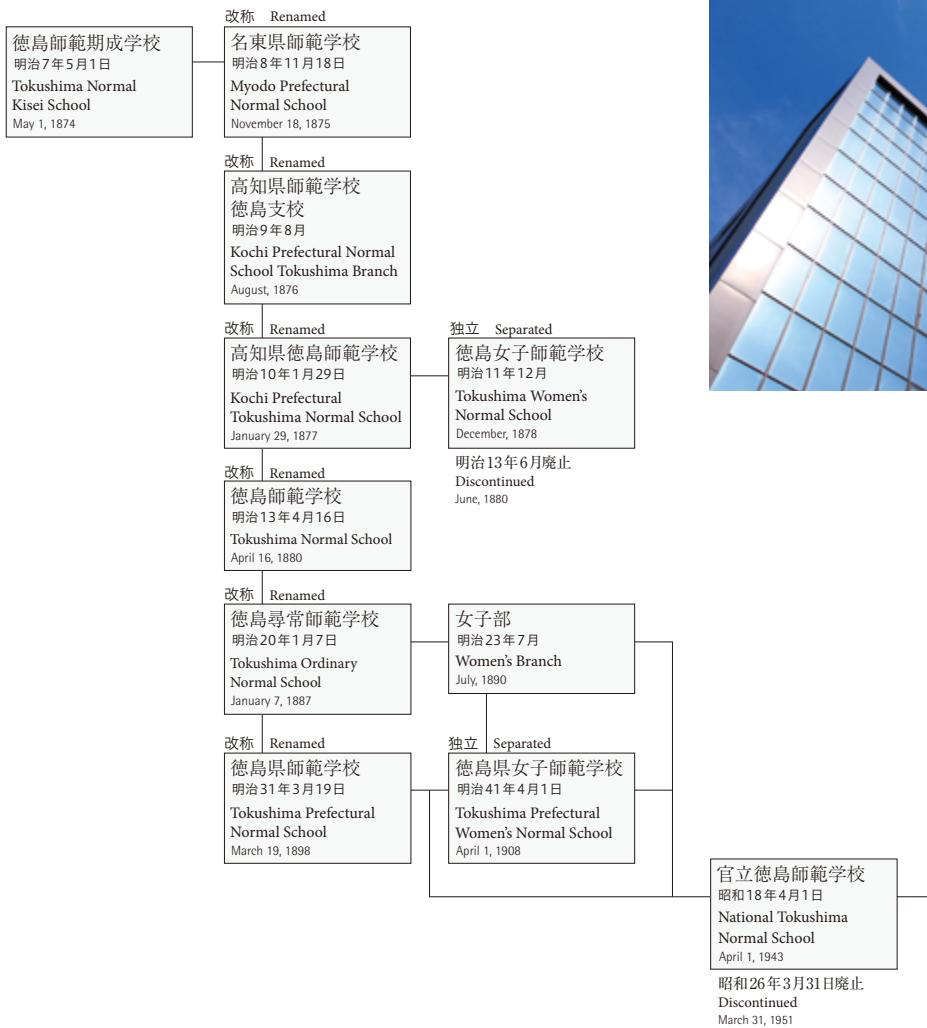 徳島師範期成学校
明治7年5月1日
Tokushima Normal
Kisei School
May 1, 1874
改称 Renamed
名東県師範学校
明治8年11月18日
Myodo Prefectural
Normal School
November 18, 1875
改称 Renamed
高知県師範学校
徳島支校
明治9年8月
Kochi Prefectural Normal
School Tokushima Branch
August, 1876
改称 Renamed
高知県徳島師範学校
明治10年1月29日
Kochi Prefectural
Tokushima Normal School
January 29, 1877
独立 Separated
徳島女子師範学校
明治11年12月
Tokushima Women's
Normal School
December, 1878
明治13年6月廃止
Discontinued
June, 1880
改称 Renamed
徳島師範学校
明治13年4月16日
Tokushima Normal School
April 16, 1880
改称 Renamed
徳島尋常師範学校
明治20年1月7日
Tokushima Ordinary
Normal School
January 7, 1887
女子部
明治23年7月
Women's Branch
July, 1890
改称 Renamed
徳島県師範学校
明治31年3月19日
Tokushima Prefectural
Normal School
March 19, 1898
独立 Separated
徳島県女子師範学校
明治41年4月1日
Tokushima Prefectural
Women's Normal School
April 1, 1908
官立徳島師範学校
昭和18年4月1日
National Tokushima
Normal School
April 1, 1943
昭和26年3月31日廃止
Discontinued
March 31, 1951